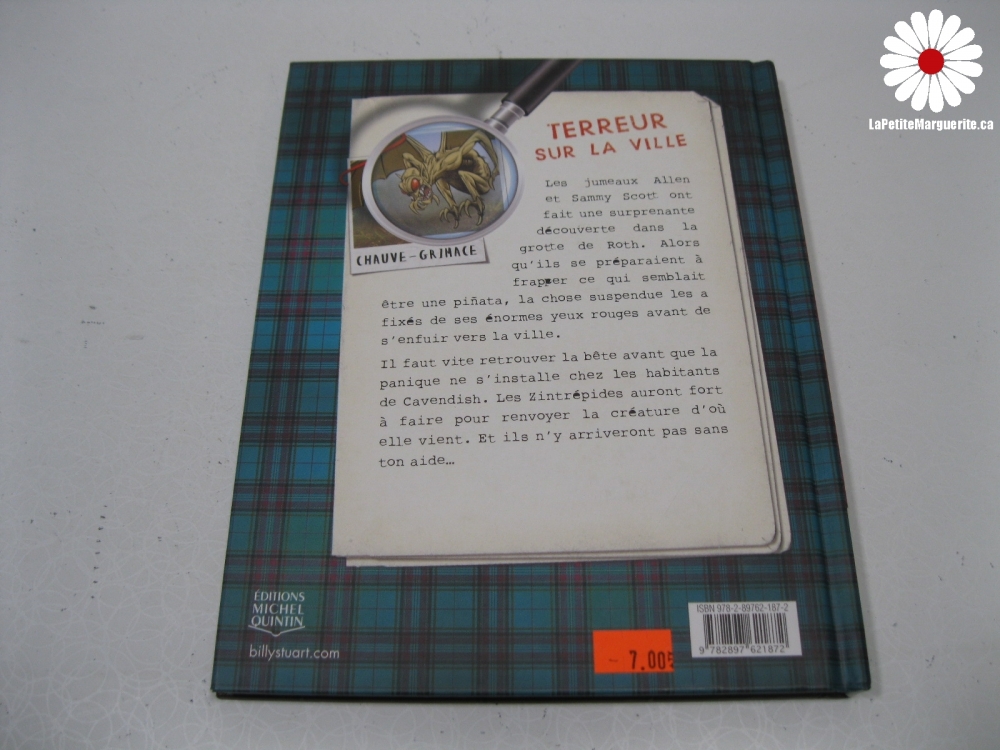 LaPetiteMarguerite.ca
TERREUR
SUR LA VILLE
CHAUVE-GRIMACE
Les jumeaux Allen
et Sammy Scott ont
fait une surprenante
découverte dans la
grotte de Roth. Alors
qu'ils se préparaient à
frapper ce qui semblait
être une piñata, la chose suspendue les a
fixés de ses énormes yeux rouges avant de
s'enfuir vers la ville.
Il faut vite retrouver la bête avant que la
panique ne s'installe chez les habitants
de Cavendish. Les Zintrépides auront fort
à faire pour renvoyer la créature d'où
elle vient. Et ils n'y arriveront pas sans
ton aide…
ÉDITIONS
MICHEL
QUINTIN
billystuart.com
- 7.00$
ISBN 978-2-89762-187-2
9 782897 621872